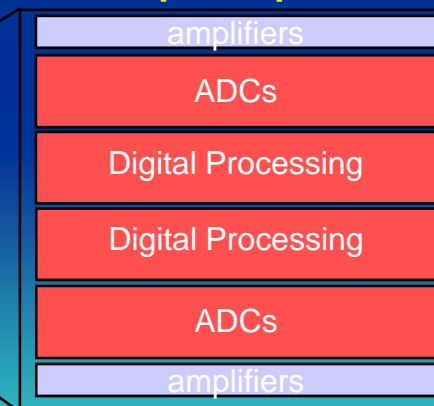 amplifiers
ADCs
Digital Processing
Digital Processing
ADCs
amplifiers